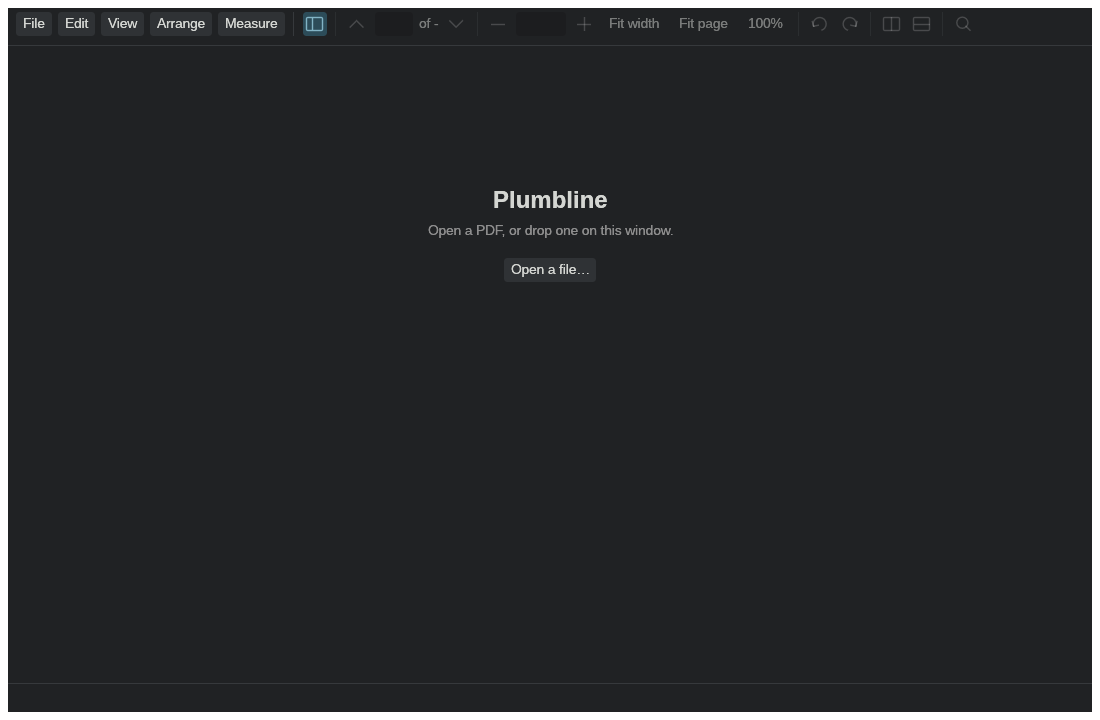 File Edit View Arrange Measure of - Fit width Fit page 100%
Plumbline
Open a PDF, or drop one on this window.
Open a file…